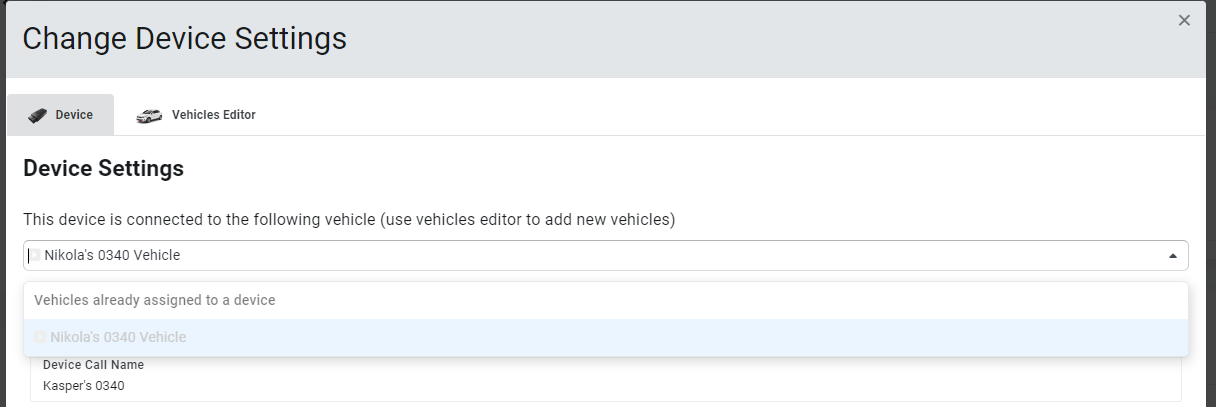 Change Device Settings
Device
Vehicles Editor
Device Settings
This device is connected to the following vehicle (use vehicles editor to add new vehicles)
Nikola's 0340 Vehicle
Vehicles already assigned to a device
Nikola's 0340 Vehicle
Device Call Name
Kasper's 0340